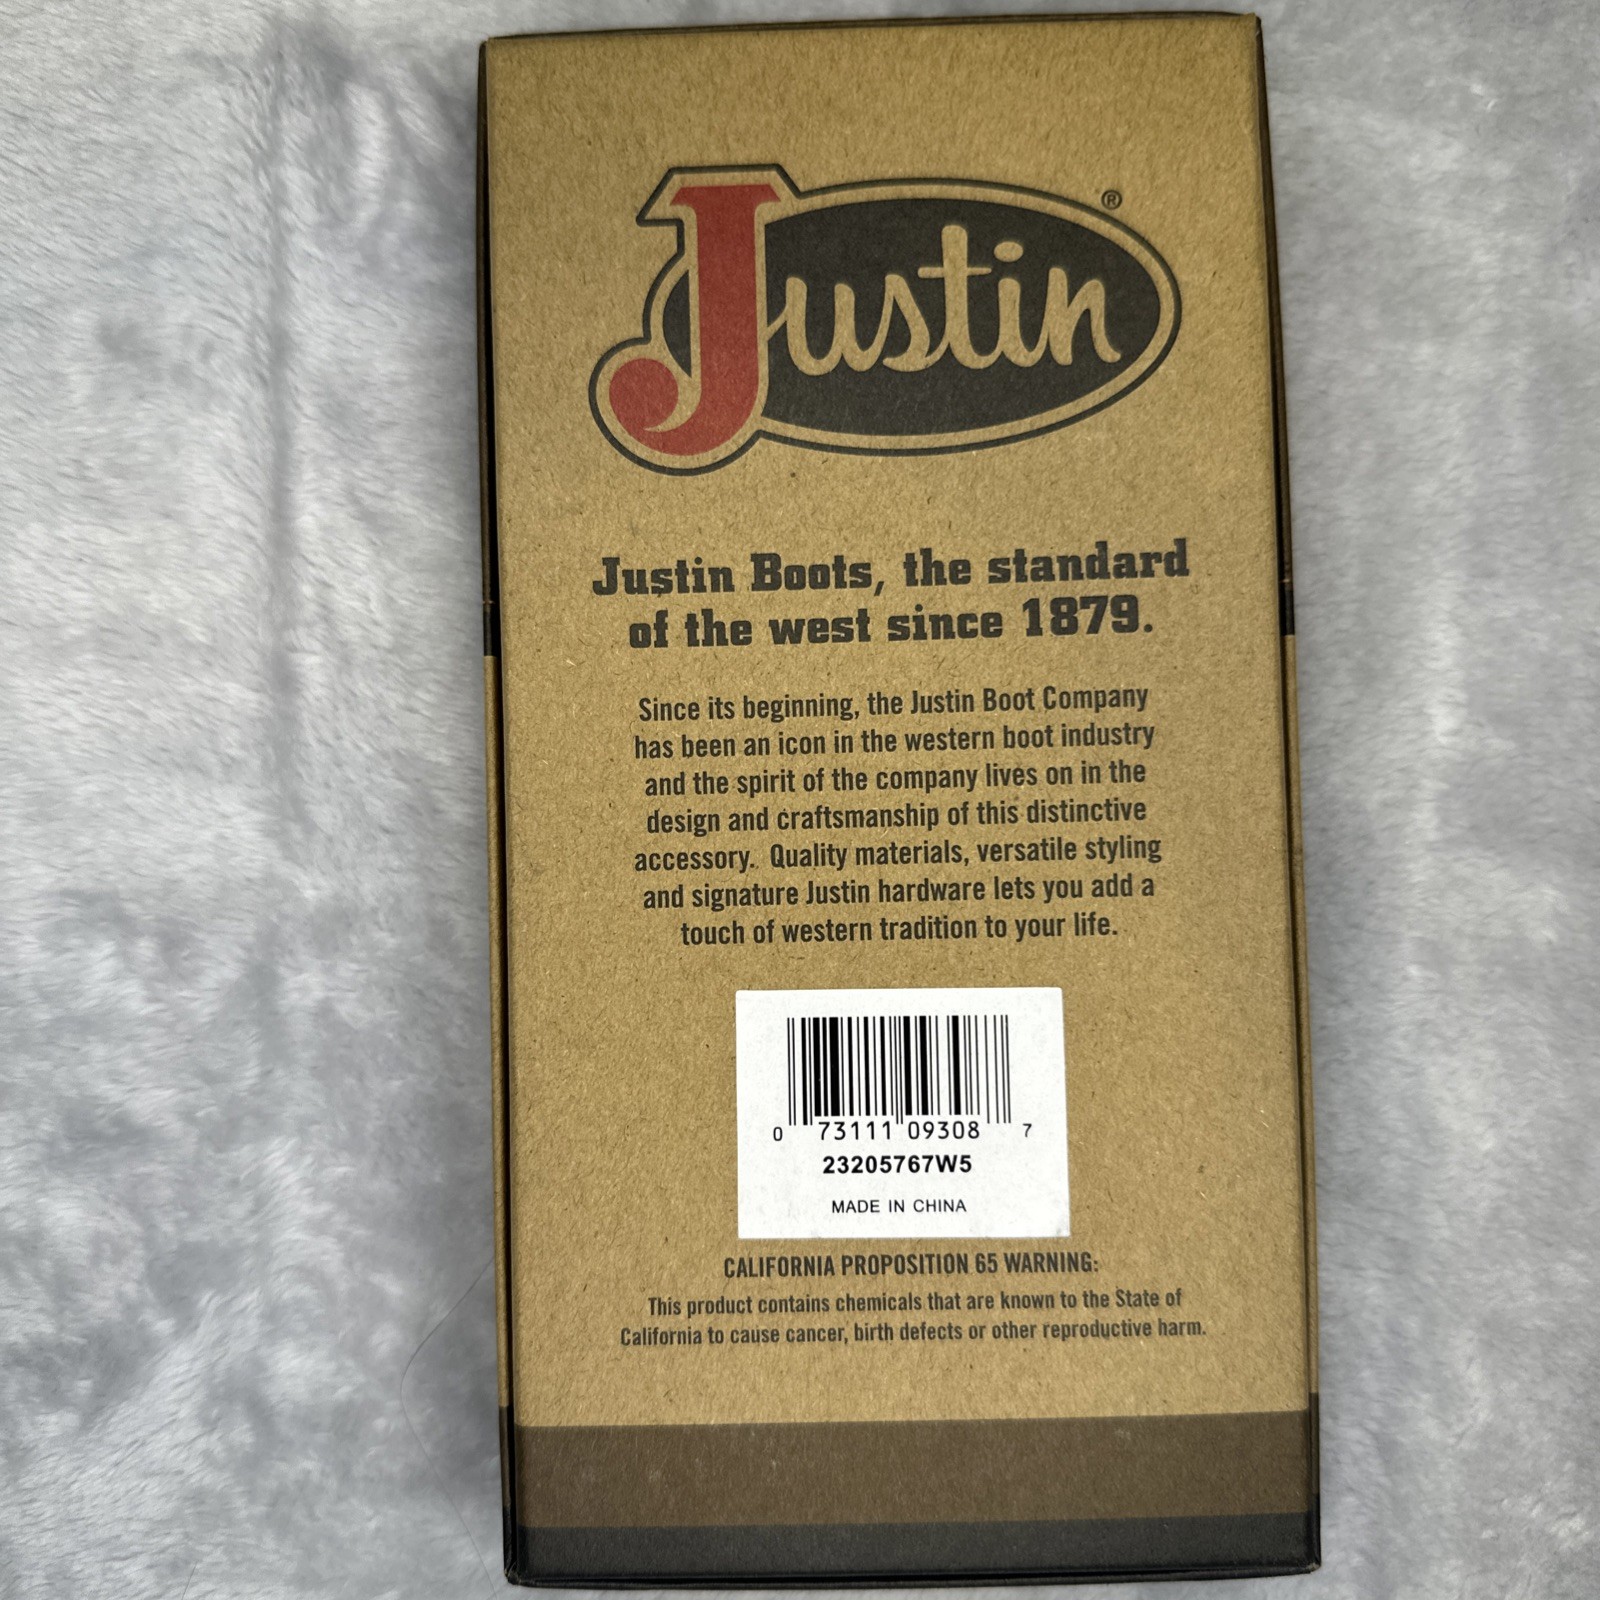 Justin®
Justin Boots, the standard
of the west since 1879.
Since its beginning, the Justin Boot Company
has been an icon in the western boot industry
and the spirit of the company lives on in the
design and craftsmanship of this distinctive
accessory. Quality materials, versatile styling
and signature Justin hardware lets you add a
touch of western tradition to your life.
0 73111 09308 7
23205767W5
MADE IN CHINA
CALIFORNIA PROPOSITION 65 WARNING:
This product contains chemicals that are known to the State of
California to cause cancer, birth defects or other reproductive harm.